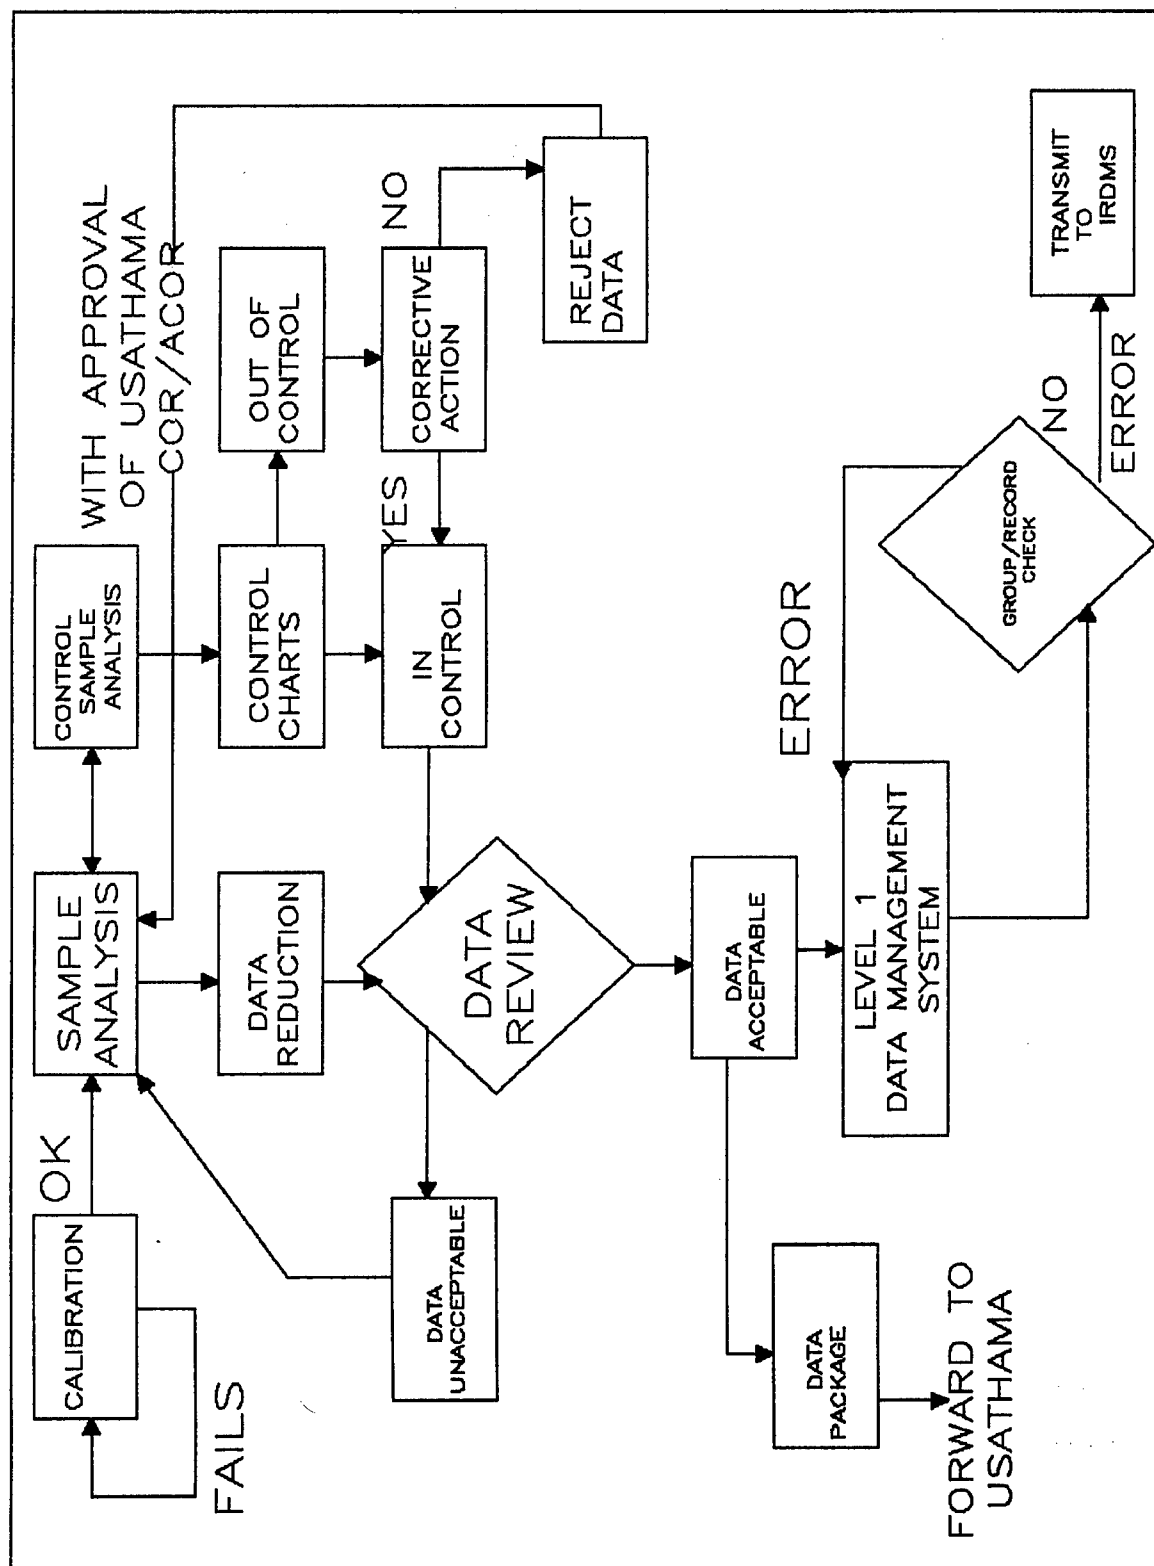 CALIBRATION
OK
FAILS
SAMPLE
ANALYSIS
CONTROL
SAMPLE
ANALYSIS
WITH APPROVAL
OF USATHAMA
COR/ACOR
DATA
REDUCTION
CONTROL
CHARTS
OUT OF
CONTROL
DATA
UNACCEPTABLE
DATA
REVIEW
IN
CONTROL
YES
CORRECTIVE
ACTION
NO
REJECT
DATA
DATA
ACCEPTABLE
DATA
PACKAGE
FORWARD TO
USATHAMA
LEVEL 1
DATA MANAGEMENT
SYSTEM
ERROR
GROUP/RECORD
CHECK
NO
ERROR
TRANSMIT
TO
IRDMS